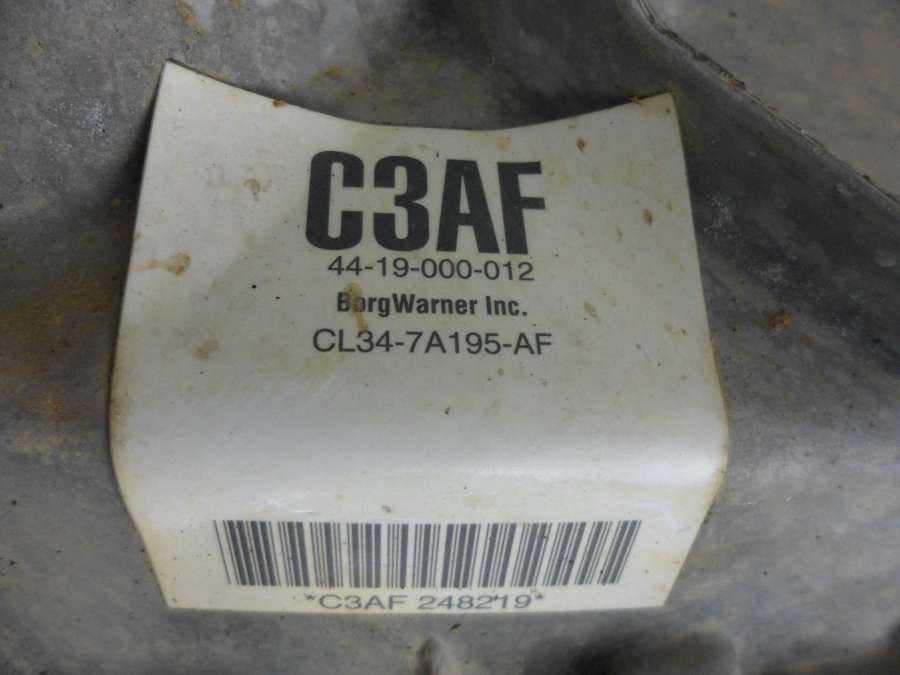 C3AF
44-19-000-012
BorgWarner Inc.
CL34-7A195-AF
*C3AF 248219*